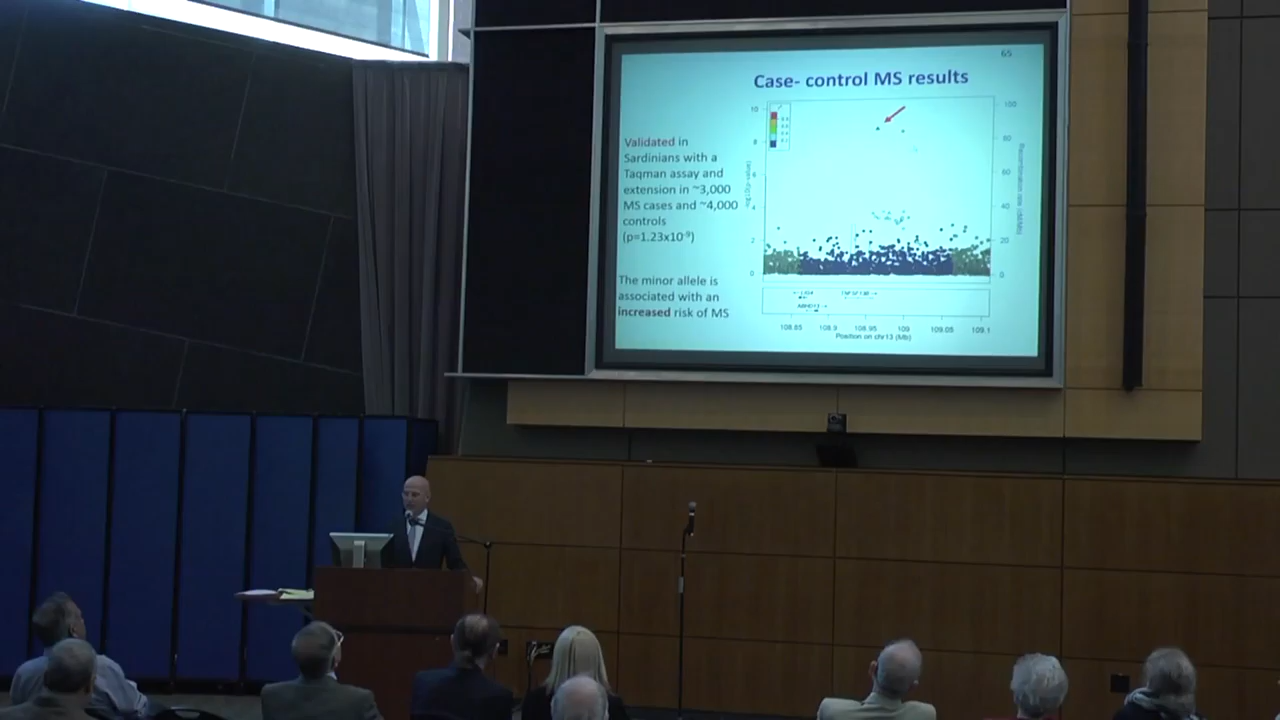 65
Case- control MS results
Validated in
Sardinians with a
Taqman assay and
extension in ~3,000
MS cases and ~4,000
controls
(p=1.23x10⁻⁹)
The minor allele is
associated with an
increased risk of MS
10
8
6
4
2
0
100
80
60
40
20
0
108.85 108.9 108.95 109 109.05 109.1
Position on chr13 (Mb)